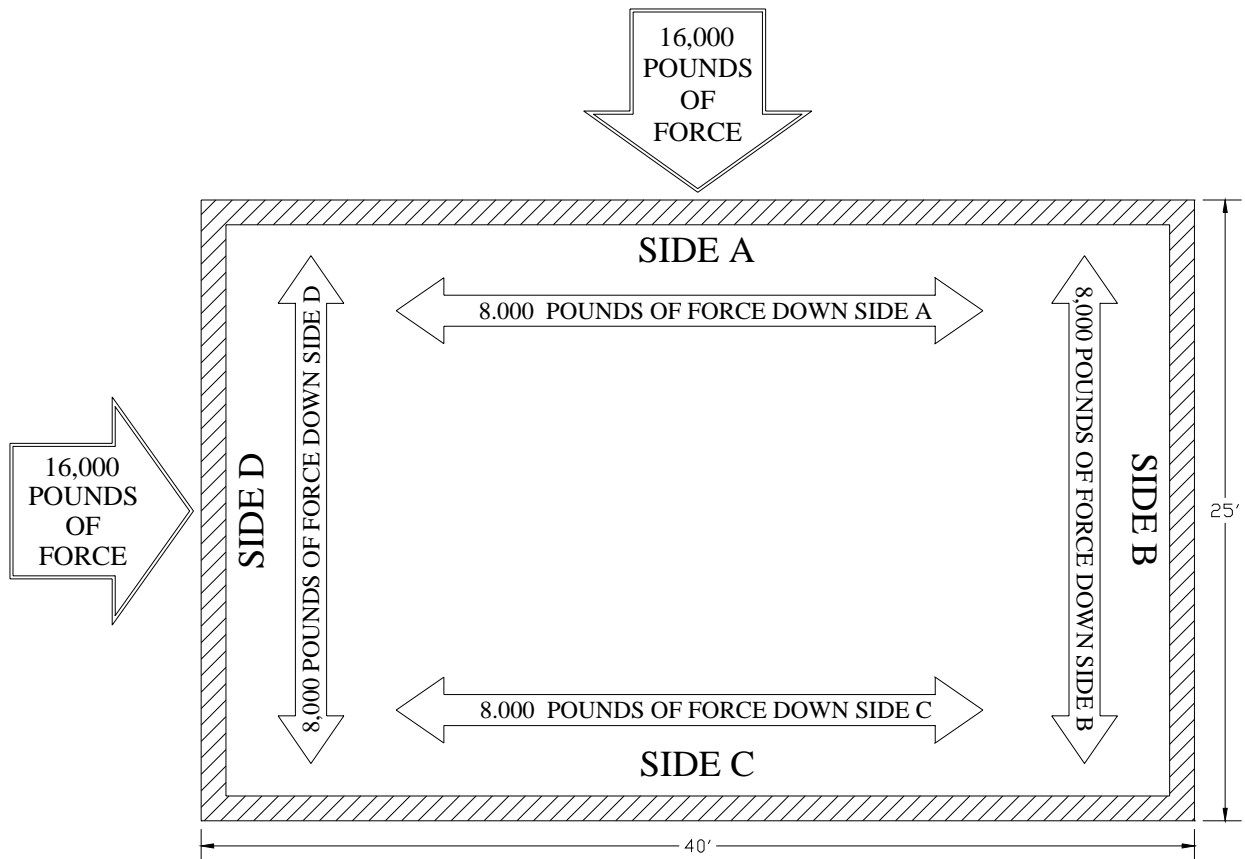 16,000
POUNDS
OF
FORCE
SIDE A
8.000 POUNDS OF FORCE DOWN SIDE A
8,000 POUNDS OF FORCE DOWN SIDE D
8,000 POUNDS OF FORCE DOWN SIDE B
16,000
POUNDS
OF
FORCE
SIDE D
SIDE B
25'
8.000 POUNDS OF FORCE DOWN SIDE C
SIDE C
40'